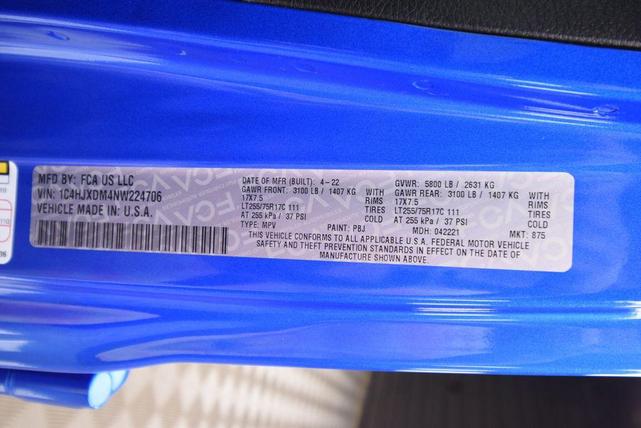 MFD BY: FCA US LLC
VIN: 1C4HJXDM4NW224706
VEHICLE MADE IN: U.S.A.
DATE OF MFR (BUILT): 4-22
GAWR FRONT: 3100 LB / 1407 KG WITH
17X7.5 RIMS
LT255/75R17C 111 TIRES
AT 255 kPa / 37 PSI COLD
TYPE: MPV
GVWR: 5800 LB / 2631 KG
GAWR REAR: 3100 LB / 1407 KG WITH
17X7.5 RIMS
LT255/75R17C 111 TIRES
AT 255 kPa / 37 PSI COLD
PAINT: PBJ MDH: 042221 MKT: 875
THIS VEHICLE CONFORMS TO ALL APPLICABLE U.S.A. FEDERAL MOTOR VEHICLE
SAFETY AND THEFT PREVENTION STANDARDS IN EFFECT ON THE DATE OF
MANUFACTURE SHOWN ABOVE.